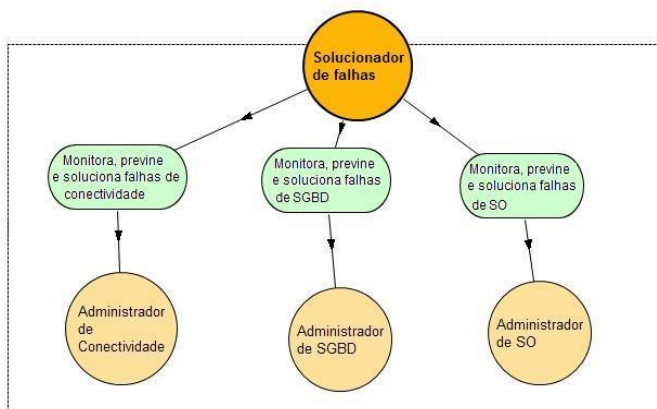 Solucionador
de falhas
Monitora, previne
e soluciona falhas de
conectividade
Monitora, previne
e soluciona falhas
de SGBD
Monitora, previne
e soluciona falhas
de SO
Administrador
de
Conectividade
Administrador
de SGBD
Administrador
de SO